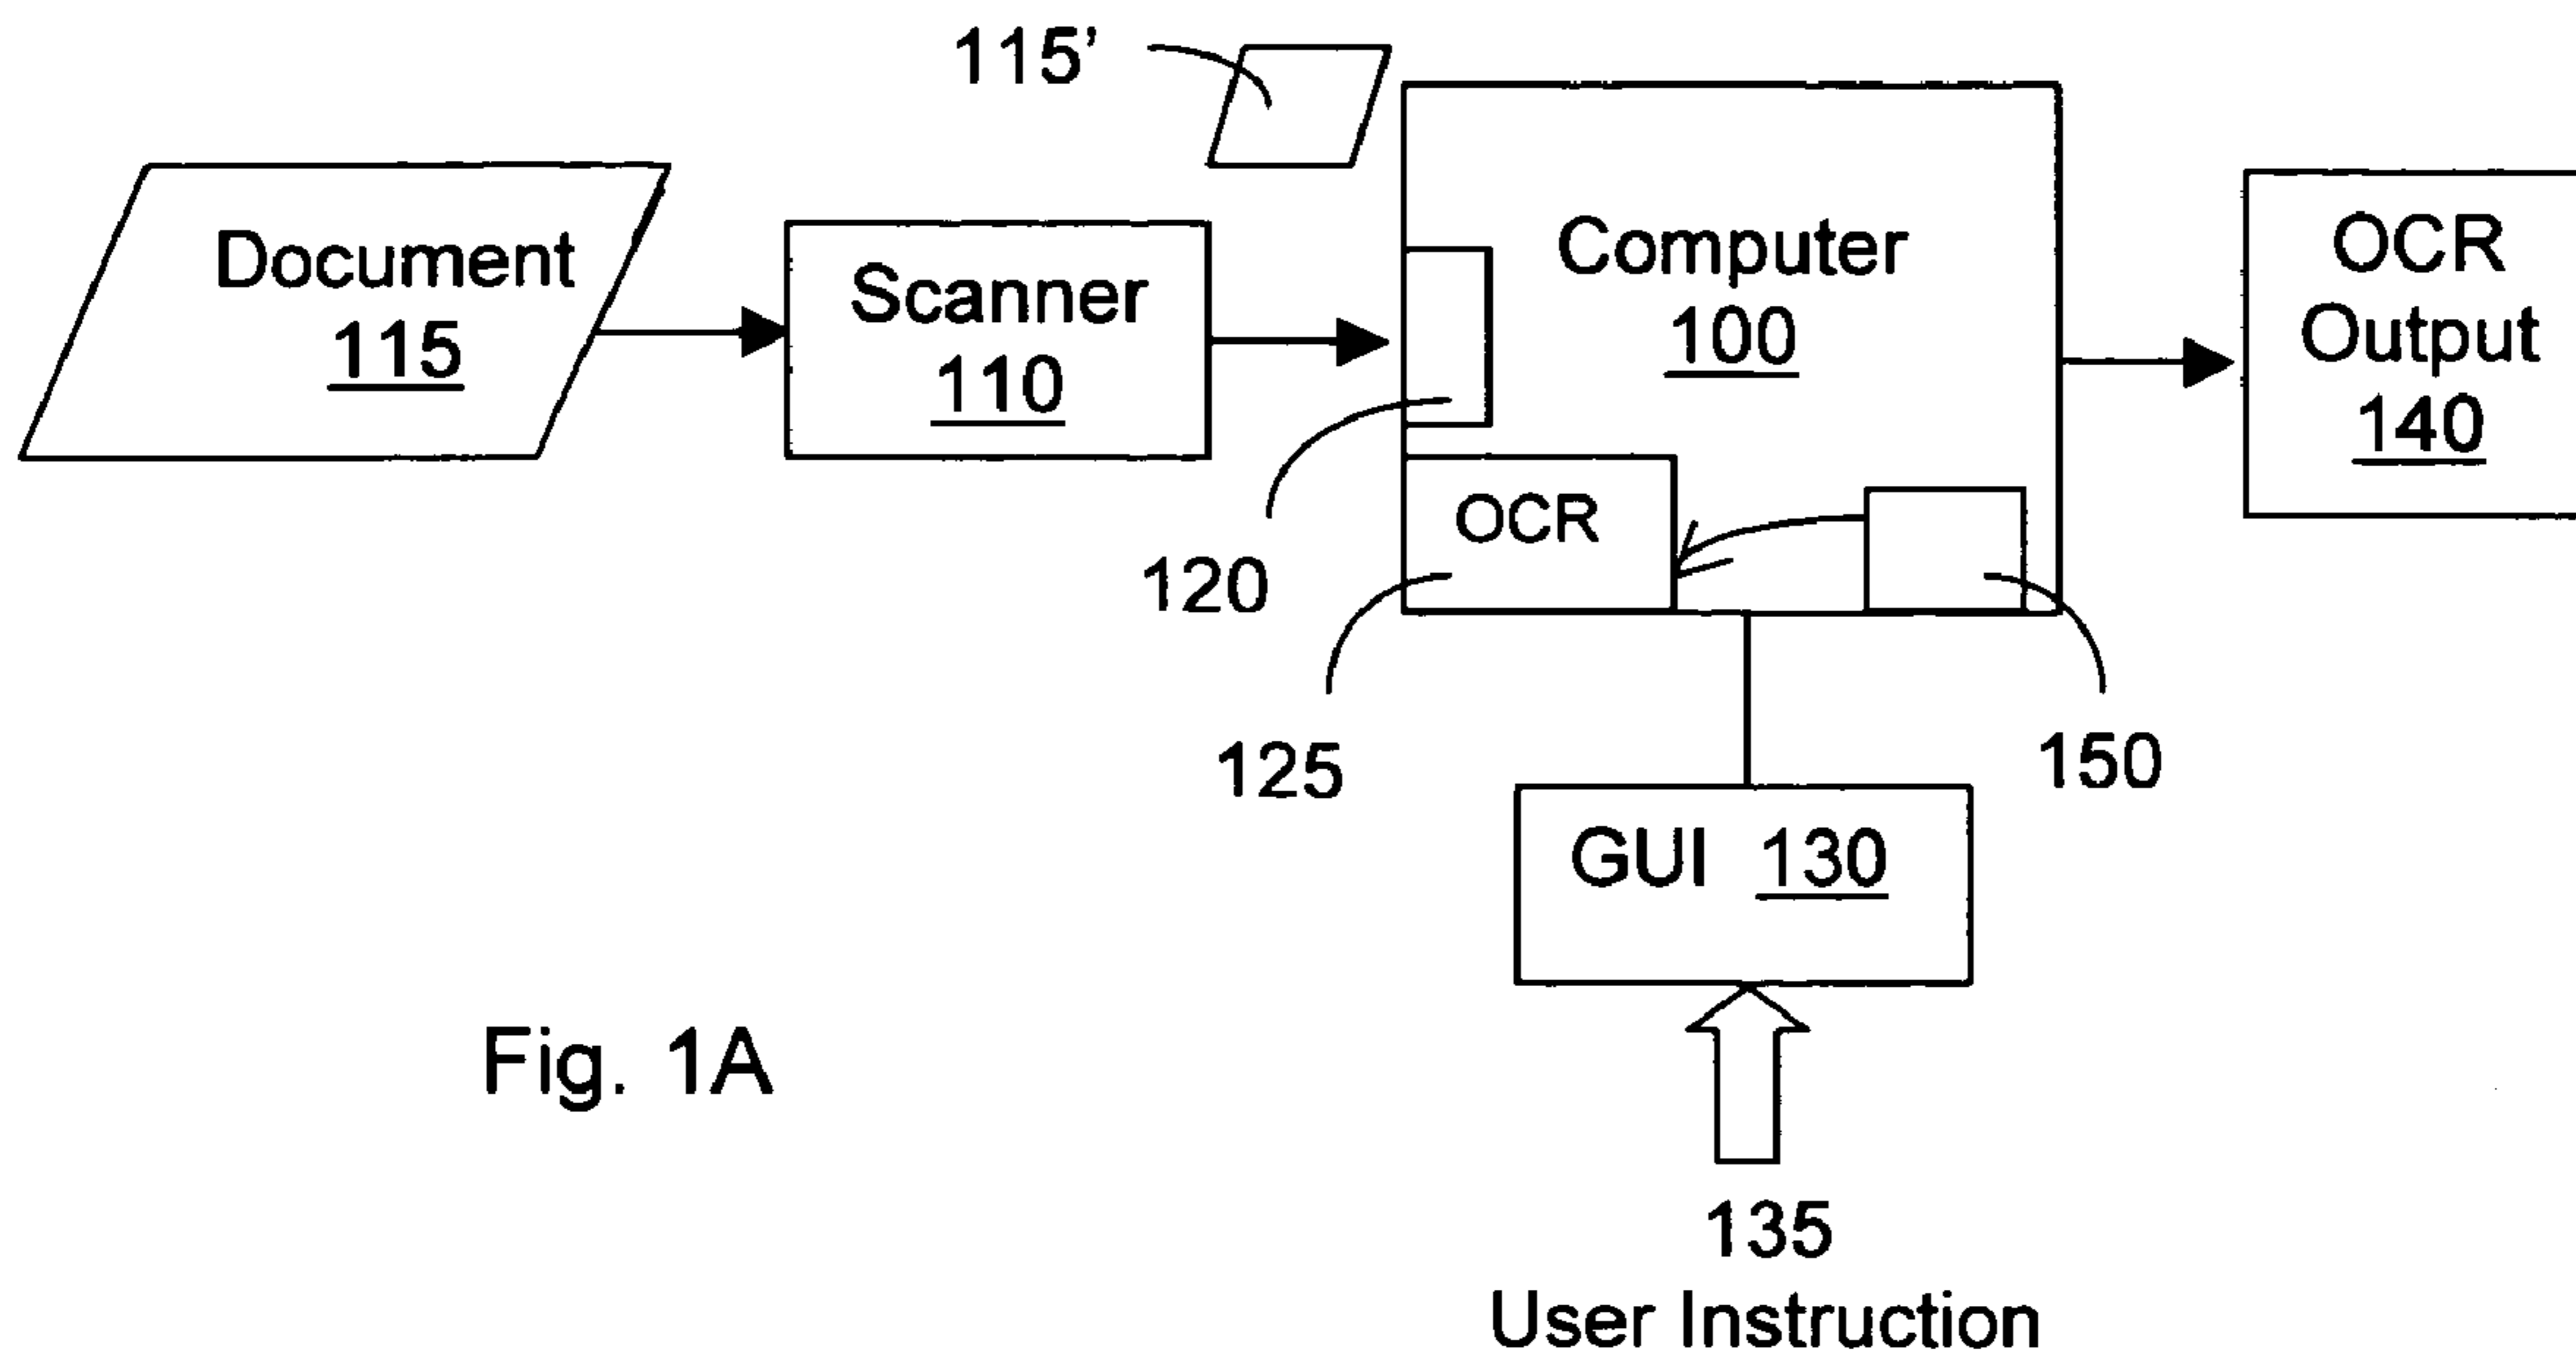 115’
Document
115
Scanner
110
Computer
100
OCR
Output
140
120
OCR
125
150
GUI 130
Fig. 1A
135
User Instruction